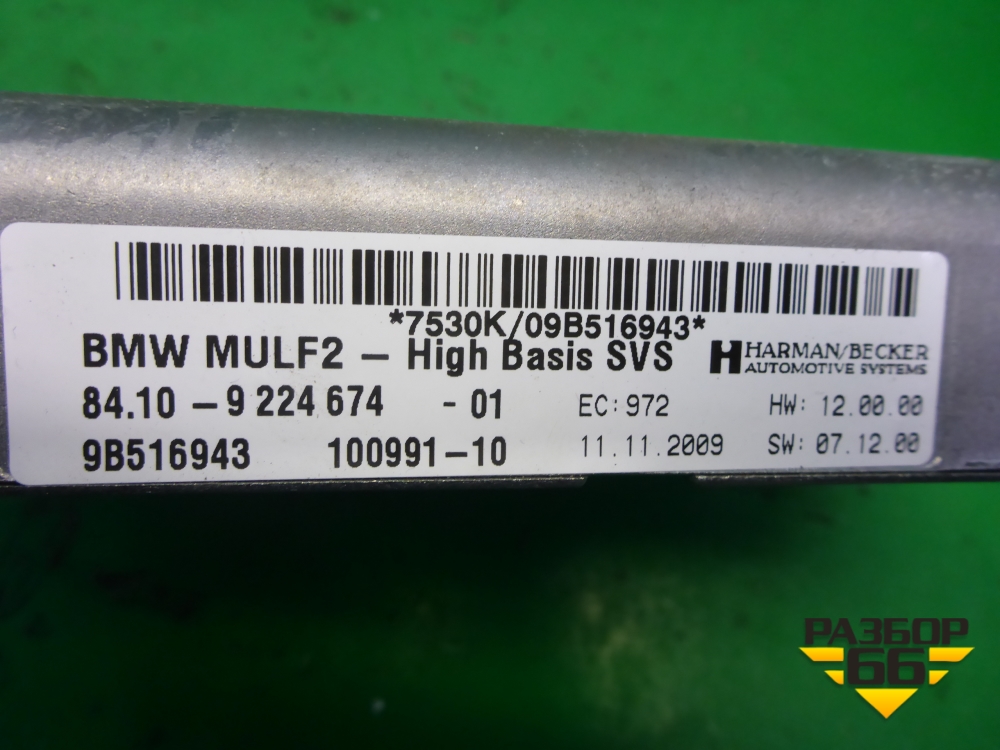 *7530K/09B516943*
BMW MULF2 – High Basis SVS
HARMAN/BECKER
AUTOMOTIVE SYSTEMS
84.10 – 9 224 674 - 01 EC: 972 HW: 12.00.00
9B516943 100991–10 11.11.2009 SW: 07.12.00
РАЗБОР
66